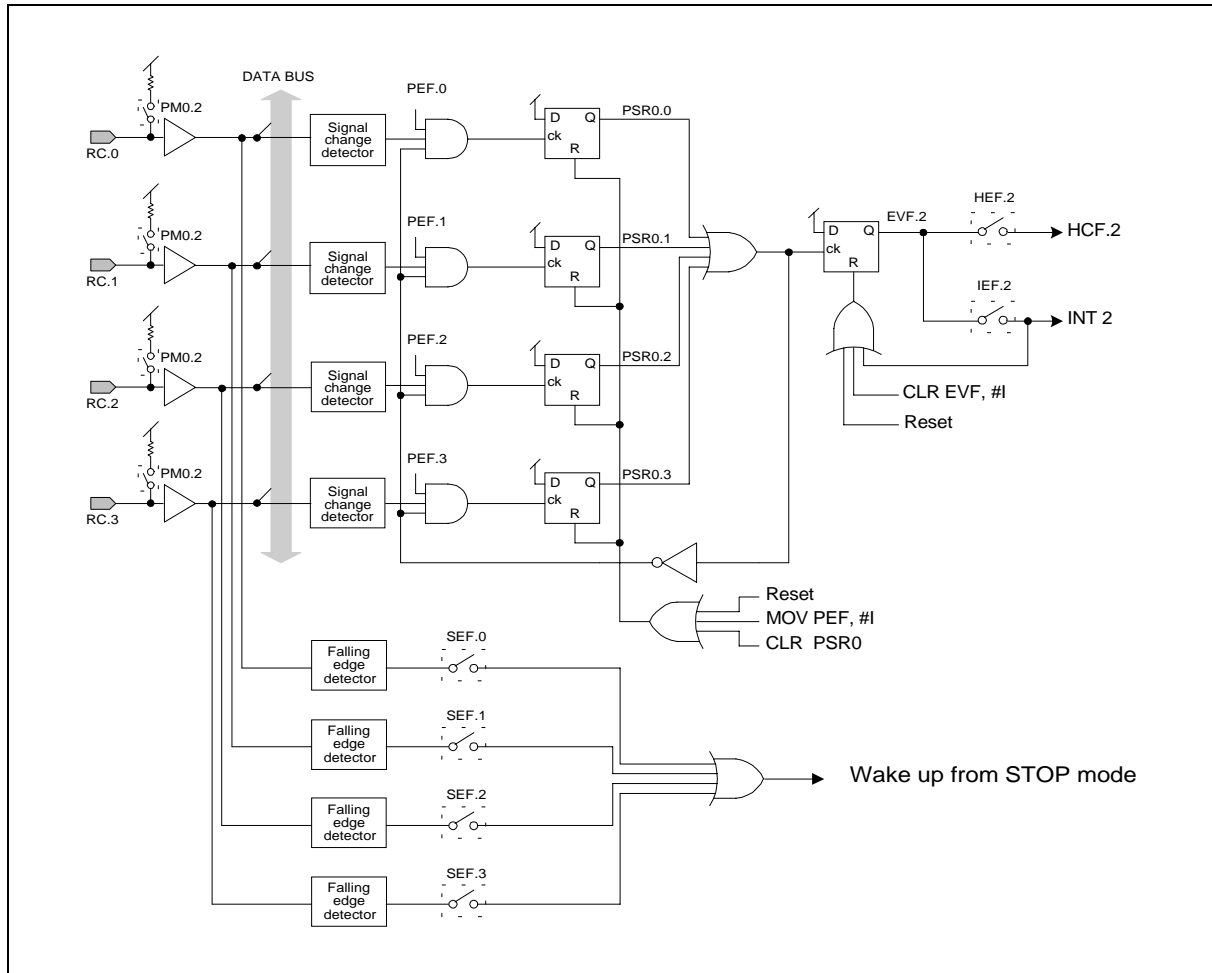 DATA BUS
PM0.2
RC.0
Signal change detector
PEF.0
D Q
ck
R
PSR0.0
PM0.2
RC.1
Signal change detector
PEF.1
D Q
ck
R
PSR0.1
PM0.2
RC.2
Signal change detector
PEF.2
D Q
ck
R
PSR0.2
PM0.2
RC.3
Signal change detector
PEF.3
D Q
ck
R
PSR0.3
D Q
ck
R
EVF.2
HEF.2
HCF.2
IEF.2
INT 2
CLR EVF, #I
Reset
Reset
MOV PEF, #I
CLR PSR0
Falling edge detector
SEF.0
Falling edge detector
SEF.1
Falling edge detector
SEF.2
Falling edge detector
SEF.3
Wake up from STOP mode